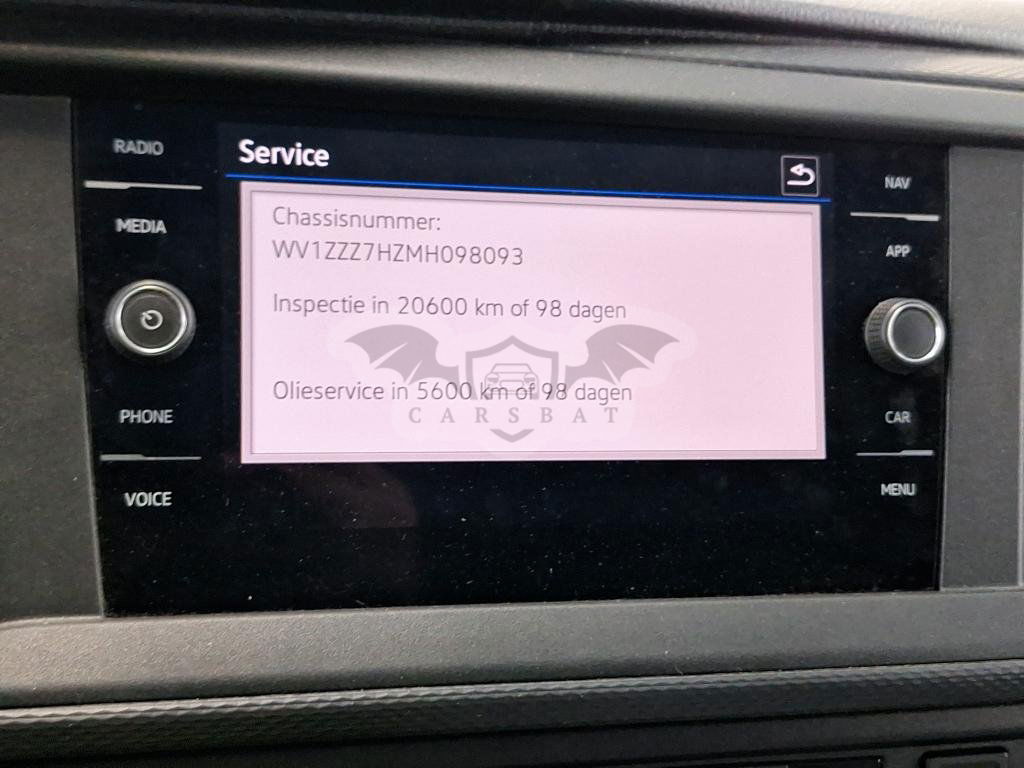 RADIO
MEDIA
PHONE
VOICE
Service
Chassisnummer:
WV1ZZZ7HZMH098093
Inspectie in 20600 km of 98 dagen
Olieservice in 5600 km of 98 dagen
CARSBAT
NAV
APP
CAR
MENU